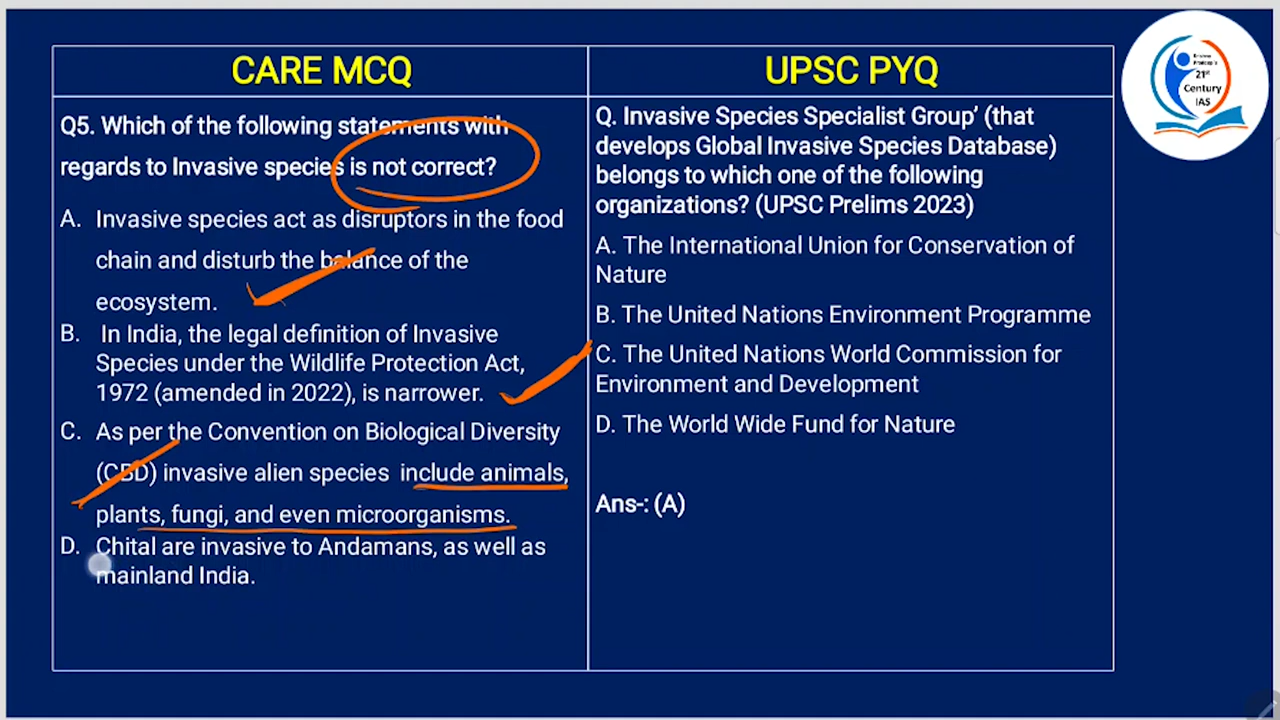 CARE MCQ
Q5. Which of the following statements with
regards to Invasive species is not correct?
A. Invasive species act as disruptors in the food
chain and disturb the balance of the
ecosystem.
B. In India, the legal definition of Invasive
Species under the Wildlife Protection Act,
1972 (amended in 2022), is narrower.
C. As per the Convention on Biological Diversity
(CBD) invasive alien species include animals,
plants, fungi, and even microorganisms.
D. Chital are invasive to Andamans, as well as
mainland India.
UPSC PYQ
Q. Invasive Species Specialist Group’ (that
develops Global Invasive Species Database)
belongs to which one of the following
organizations? (UPSC Prelims 2023)
A. The International Union for Conservation of
Nature
B. The United Nations Environment Programme
C. The United Nations World Commission for
Environment and Development
D. The World Wide Fund for Nature
Ans-: (A)
21st
Century
IAS